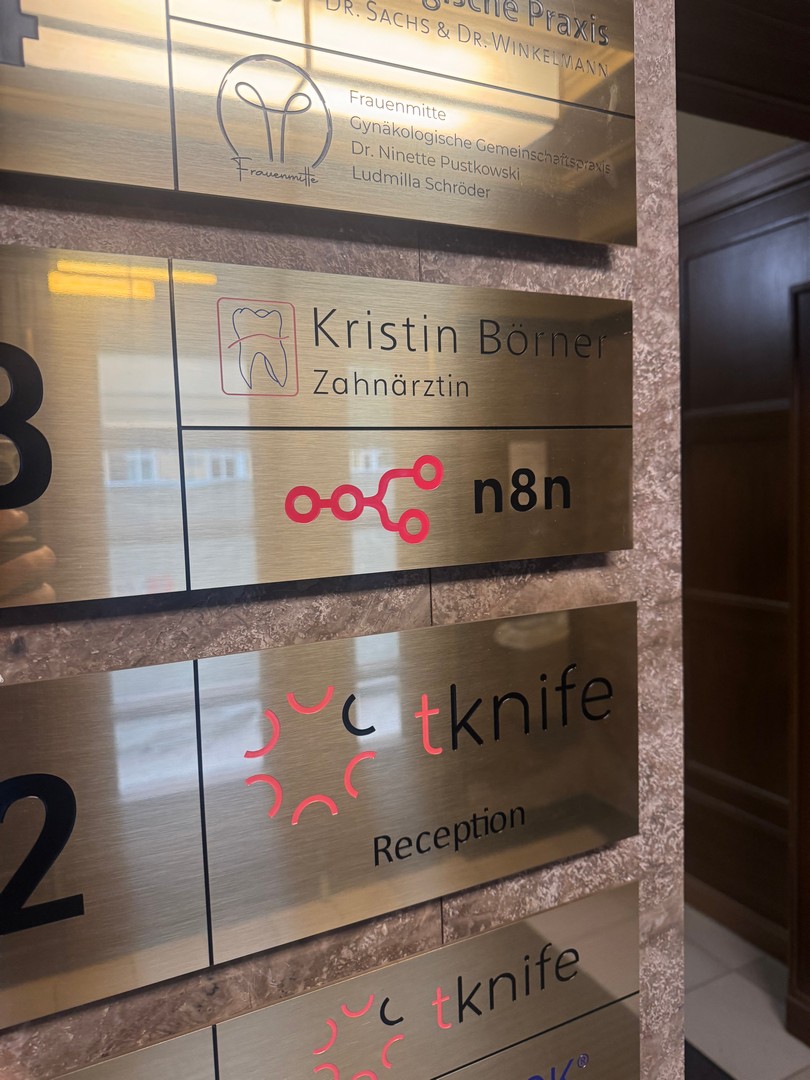 Praxis
DR. SACHS & DR. WINKELMANN
Frauenmitte
Frauenmitte
Gynäkologische Gemeinschaftspraxis
Dr. Ninette Pustkowski
Ludmilla Schröder
3
Kristin Börner
Zahnärztin
n8n
2
tknife
Reception
tknife